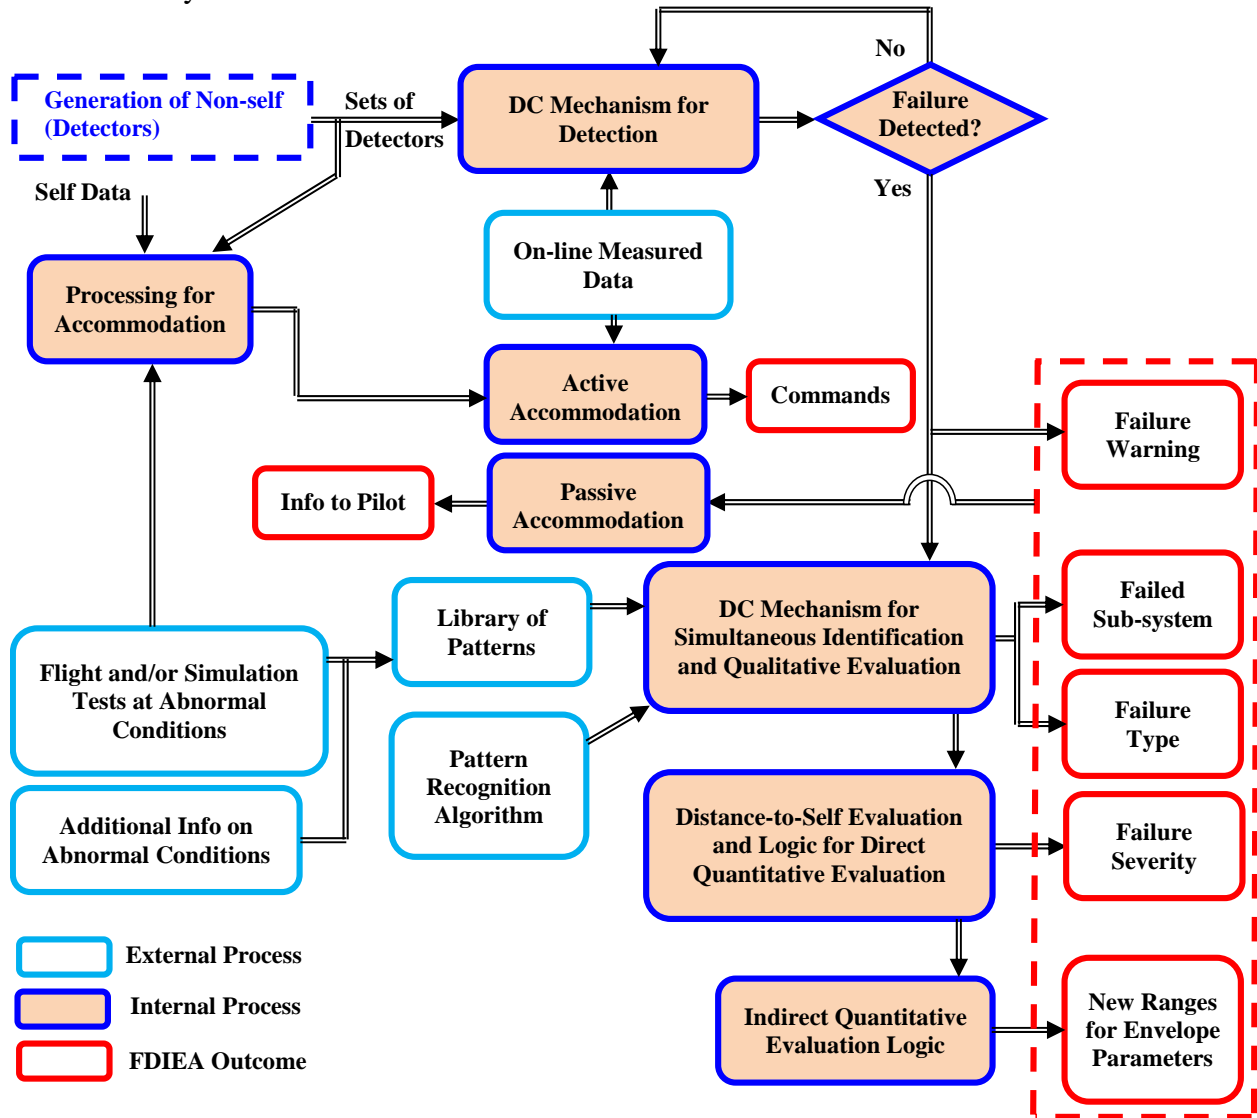 No
Generation of Non-self
(Detectors)
Sets of
Detectors
DC Mechanism for
Detection
Failure
Detected?
Yes
Self Data
On-line Measured
Data
Processing for
Accommodation
Active
Accommodation
Commands
Failure
Warning
Info to Pilot
Passive
Accommodation
Library of
Patterns
DC Mechanism for
Simultaneous Identification
and Qualitative Evaluation
Failed
Sub-system
Flight and/or Simulation
Tests at Abnormal
Conditions
Failure
Type
Pattern
Recognition
Algorithm
Additional Info on
Abnormal Conditions
Distance-to-Self Evaluation
and Logic for Direct
Quantitative Evaluation
Failure
Severity
External Process
Internal Process
FDIEA Outcome
Indirect Quantitative
Evaluation Logic
New Ranges
for Envelope
Parameters